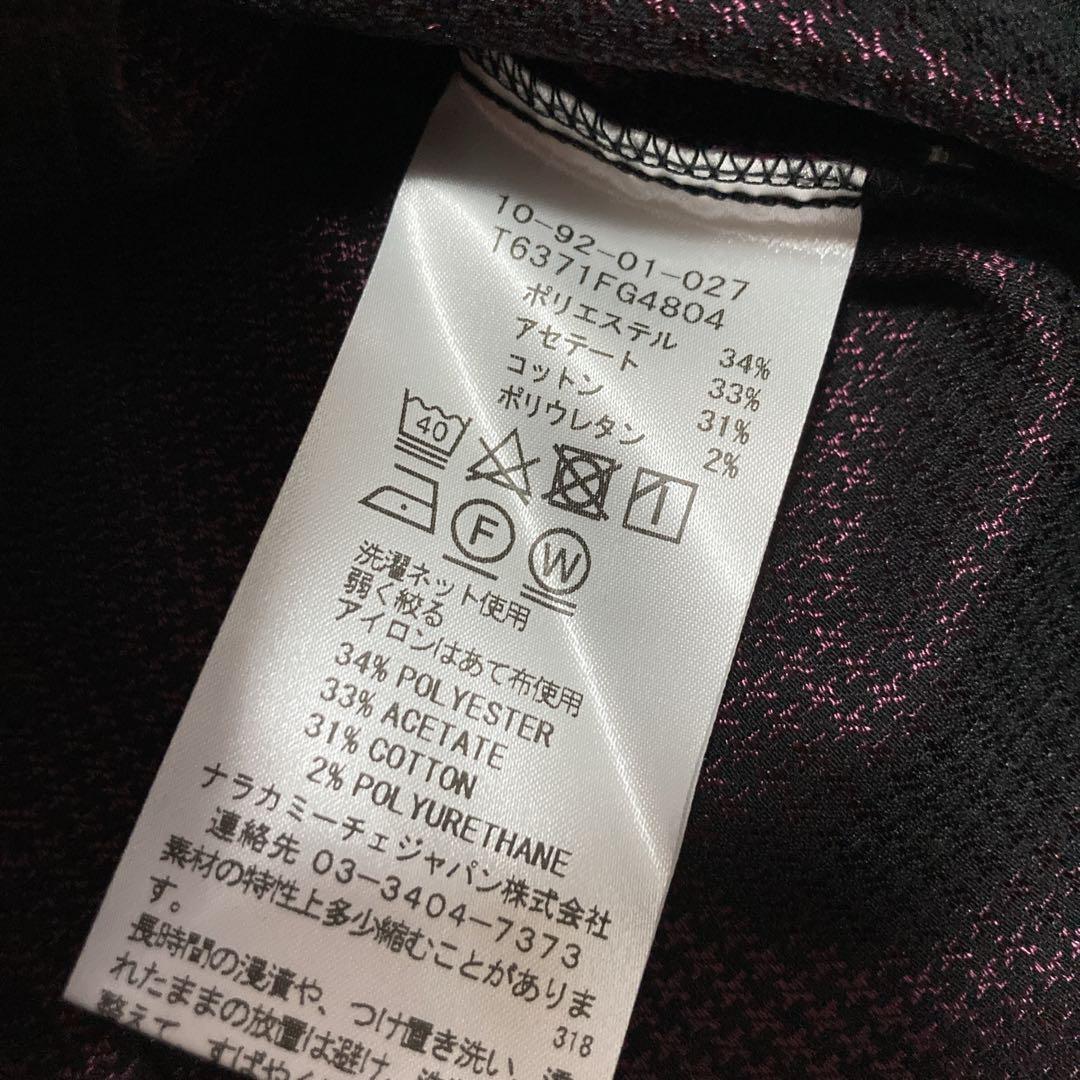 10-92-01-027
T6371FG4804
ポリエステル 34%
アセテート 33%
コットン 31%
ポリウレタン 2%
40
F W
洗濯ネット使用
弱く絞る
アイロンはあて布使用
34% POLYESTER
33% ACETATE
31% COTTON
2% POLYURETHANE
ナラカミーチェジャパン株式会社
連絡先 03-3404-7373
素材の特性上多少縮むことがありま
す。
長時間の浸漬や、つけ置き洗い、濡
れたままの放置は避け、
318
整えて